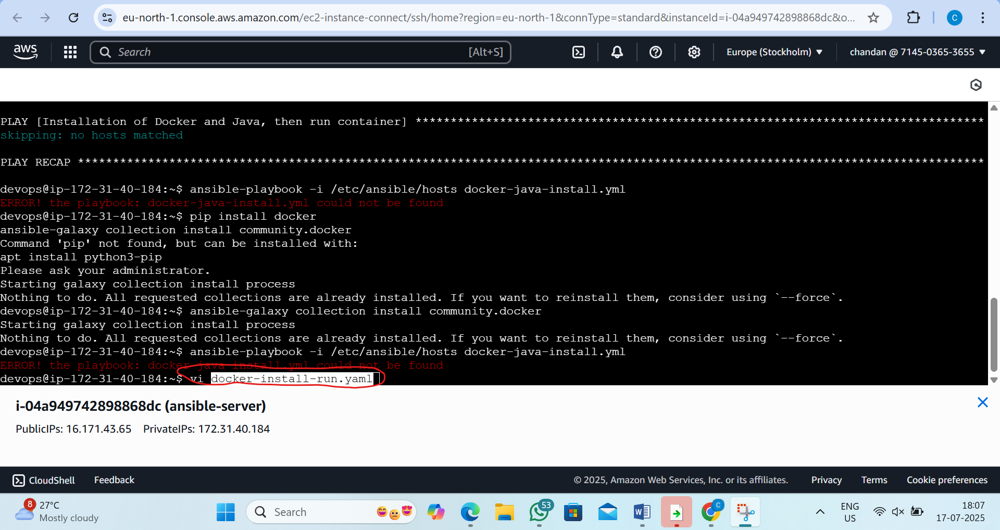 eu-north-1.console.aws.amazon.com/ec2-instance-connect/ssh/home?region=eu-north-1&connType=standard&instanceId=i-04a949742898868dc&o...
C
aws
Search
[Alt+S]
Europe (Stockholm)
chandan @ 7145-0365-3655
PLAY [Installation of Docker and Java, then run container] *********************************************************************************
skipping: no hosts matched
PLAY RECAP *********************************************************************************************************************************
devops@ip-172-31-40-184:~$ ansible-playbook -i /etc/ansible/hosts docker-java-install.yml
ERROR! the playbook: docker-java-install.yml could not be found
devops@ip-172-31-40-184:~$ pip install docker
ansible-galaxy collection install community.docker
Command 'pip' not found, but can be installed with:
apt install python3-pip
Please ask your administrator.
Starting galaxy collection install process
Nothing to do. All requested collections are already installed. If you want to reinstall them, consider using `--force`.
devops@ip-172-31-40-184:~$ ansible-galaxy collection install community.docker
Starting galaxy collection install process
Nothing to do. All requested collections are already installed. If you want to reinstall them, consider using `--force`.
devops@ip-172-31-40-184:~$ ansible-playbook -i /etc/ansible/hosts docker-java-install.yml
ERROR! the playbook: docker-java-install.yml could not be found
devops@ip-172-31-40-184:~$ vi docker-install-run.yaml
i-04a949742898868dc (ansible-server)
PublicIPs: 16.171.43.65 PrivateIPs: 172.31.40.184
CloudShell Feedback © 2025, Amazon Web Services, Inc. or its affiliates. Privacy Terms Cookie preferences
8
27°C
Mostly cloudy
Search
53
W
C
ENG
US
18:07
17-07-2025